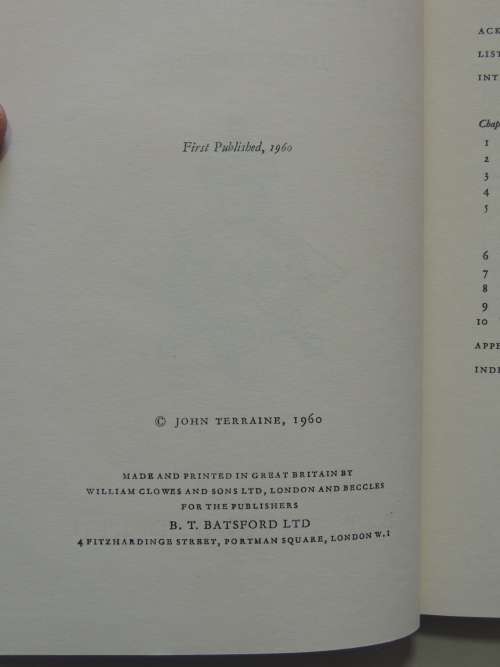 First Published, 1960
© JOHN TERRAINE, 1960
MADE AND PRINTED IN GREAT BRITAIN BY
WILLIAM CLOWES AND SONS LTD, LONDON AND BECCLES
FOR THE PUBLISHERS
B. T. BATSFORD LTD
4 FITZHARDINGE STREET, PORTMAN SQUARE, LONDON W.1
ACK
LIST
INT
Chap
1
2
3
4
5
6
7
8
9
10
APPE
INDE